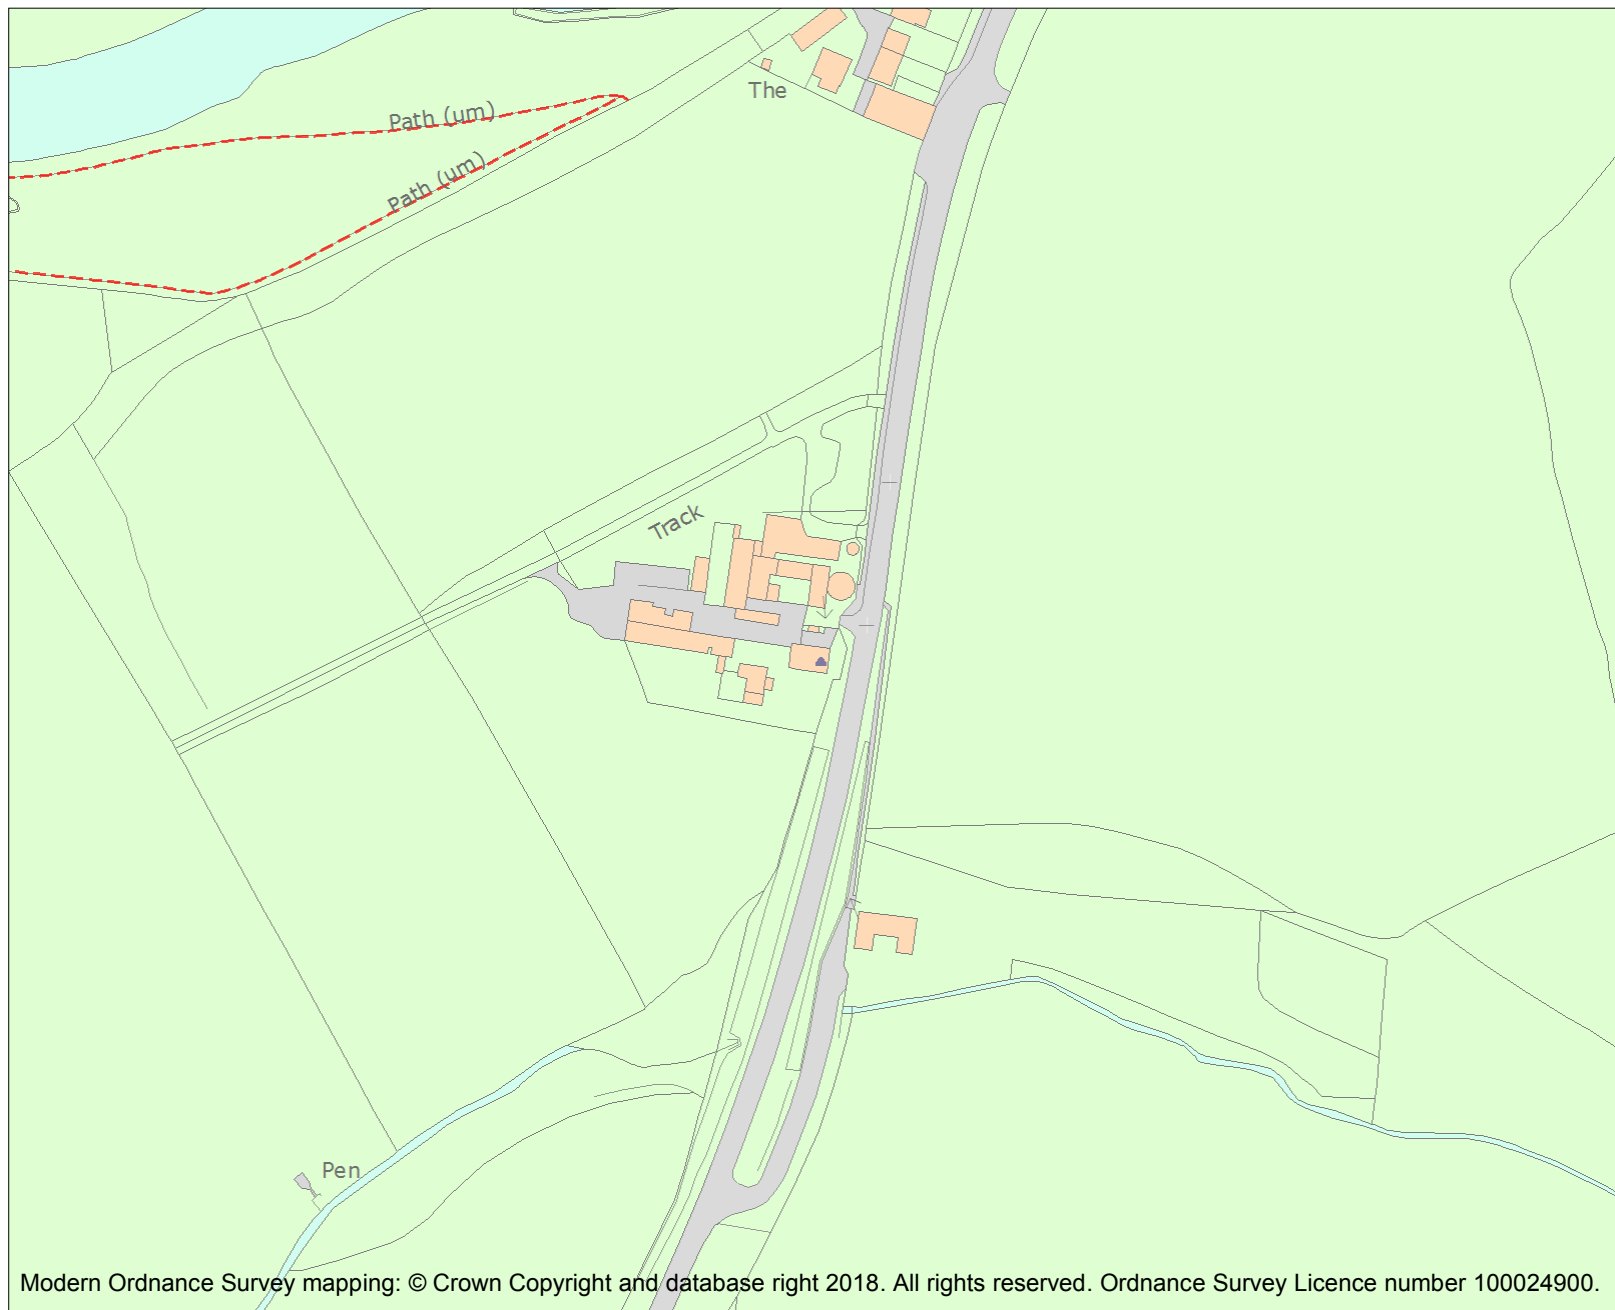 The
Path (um)
Path (um)
Track
Pen
Modern Ordnance Survey mapping: © Crown Copyright and database right 2018. All rights reserved. Ordnance Survey Licence number 100024900.